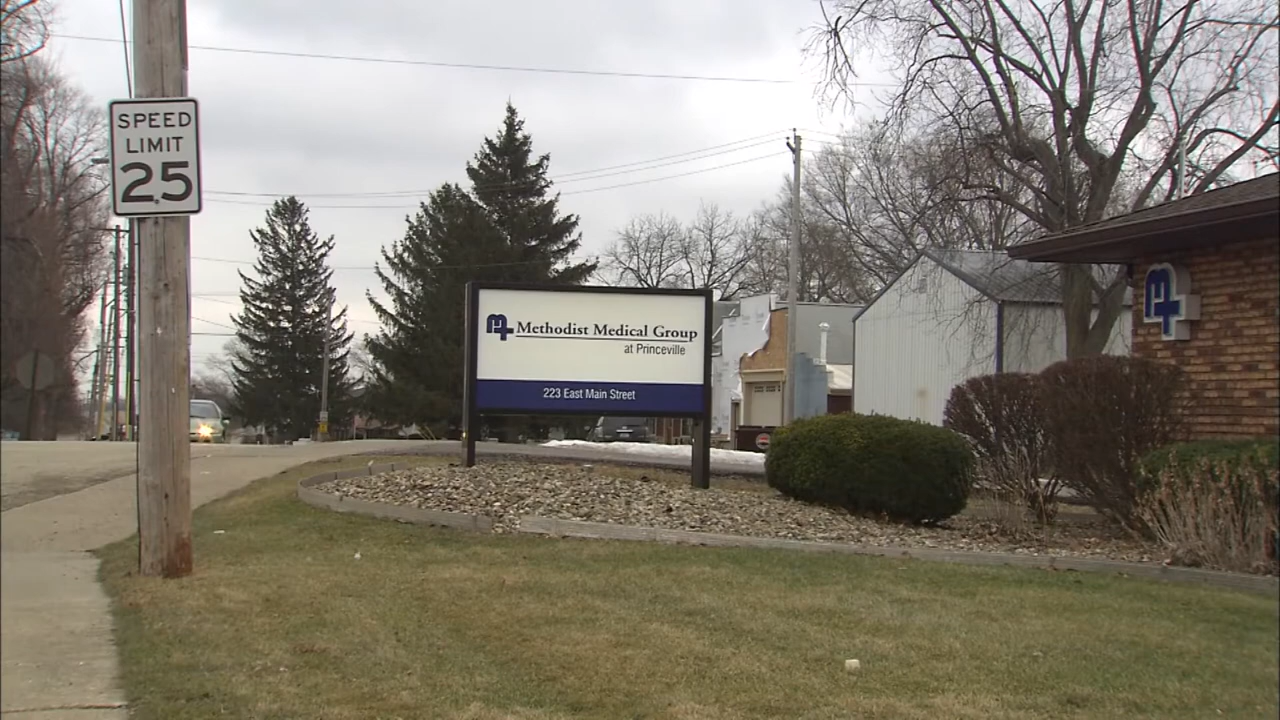 SPEED
LIMIT
25
Methodist Medical Group
at Princeville
223 East Main Street